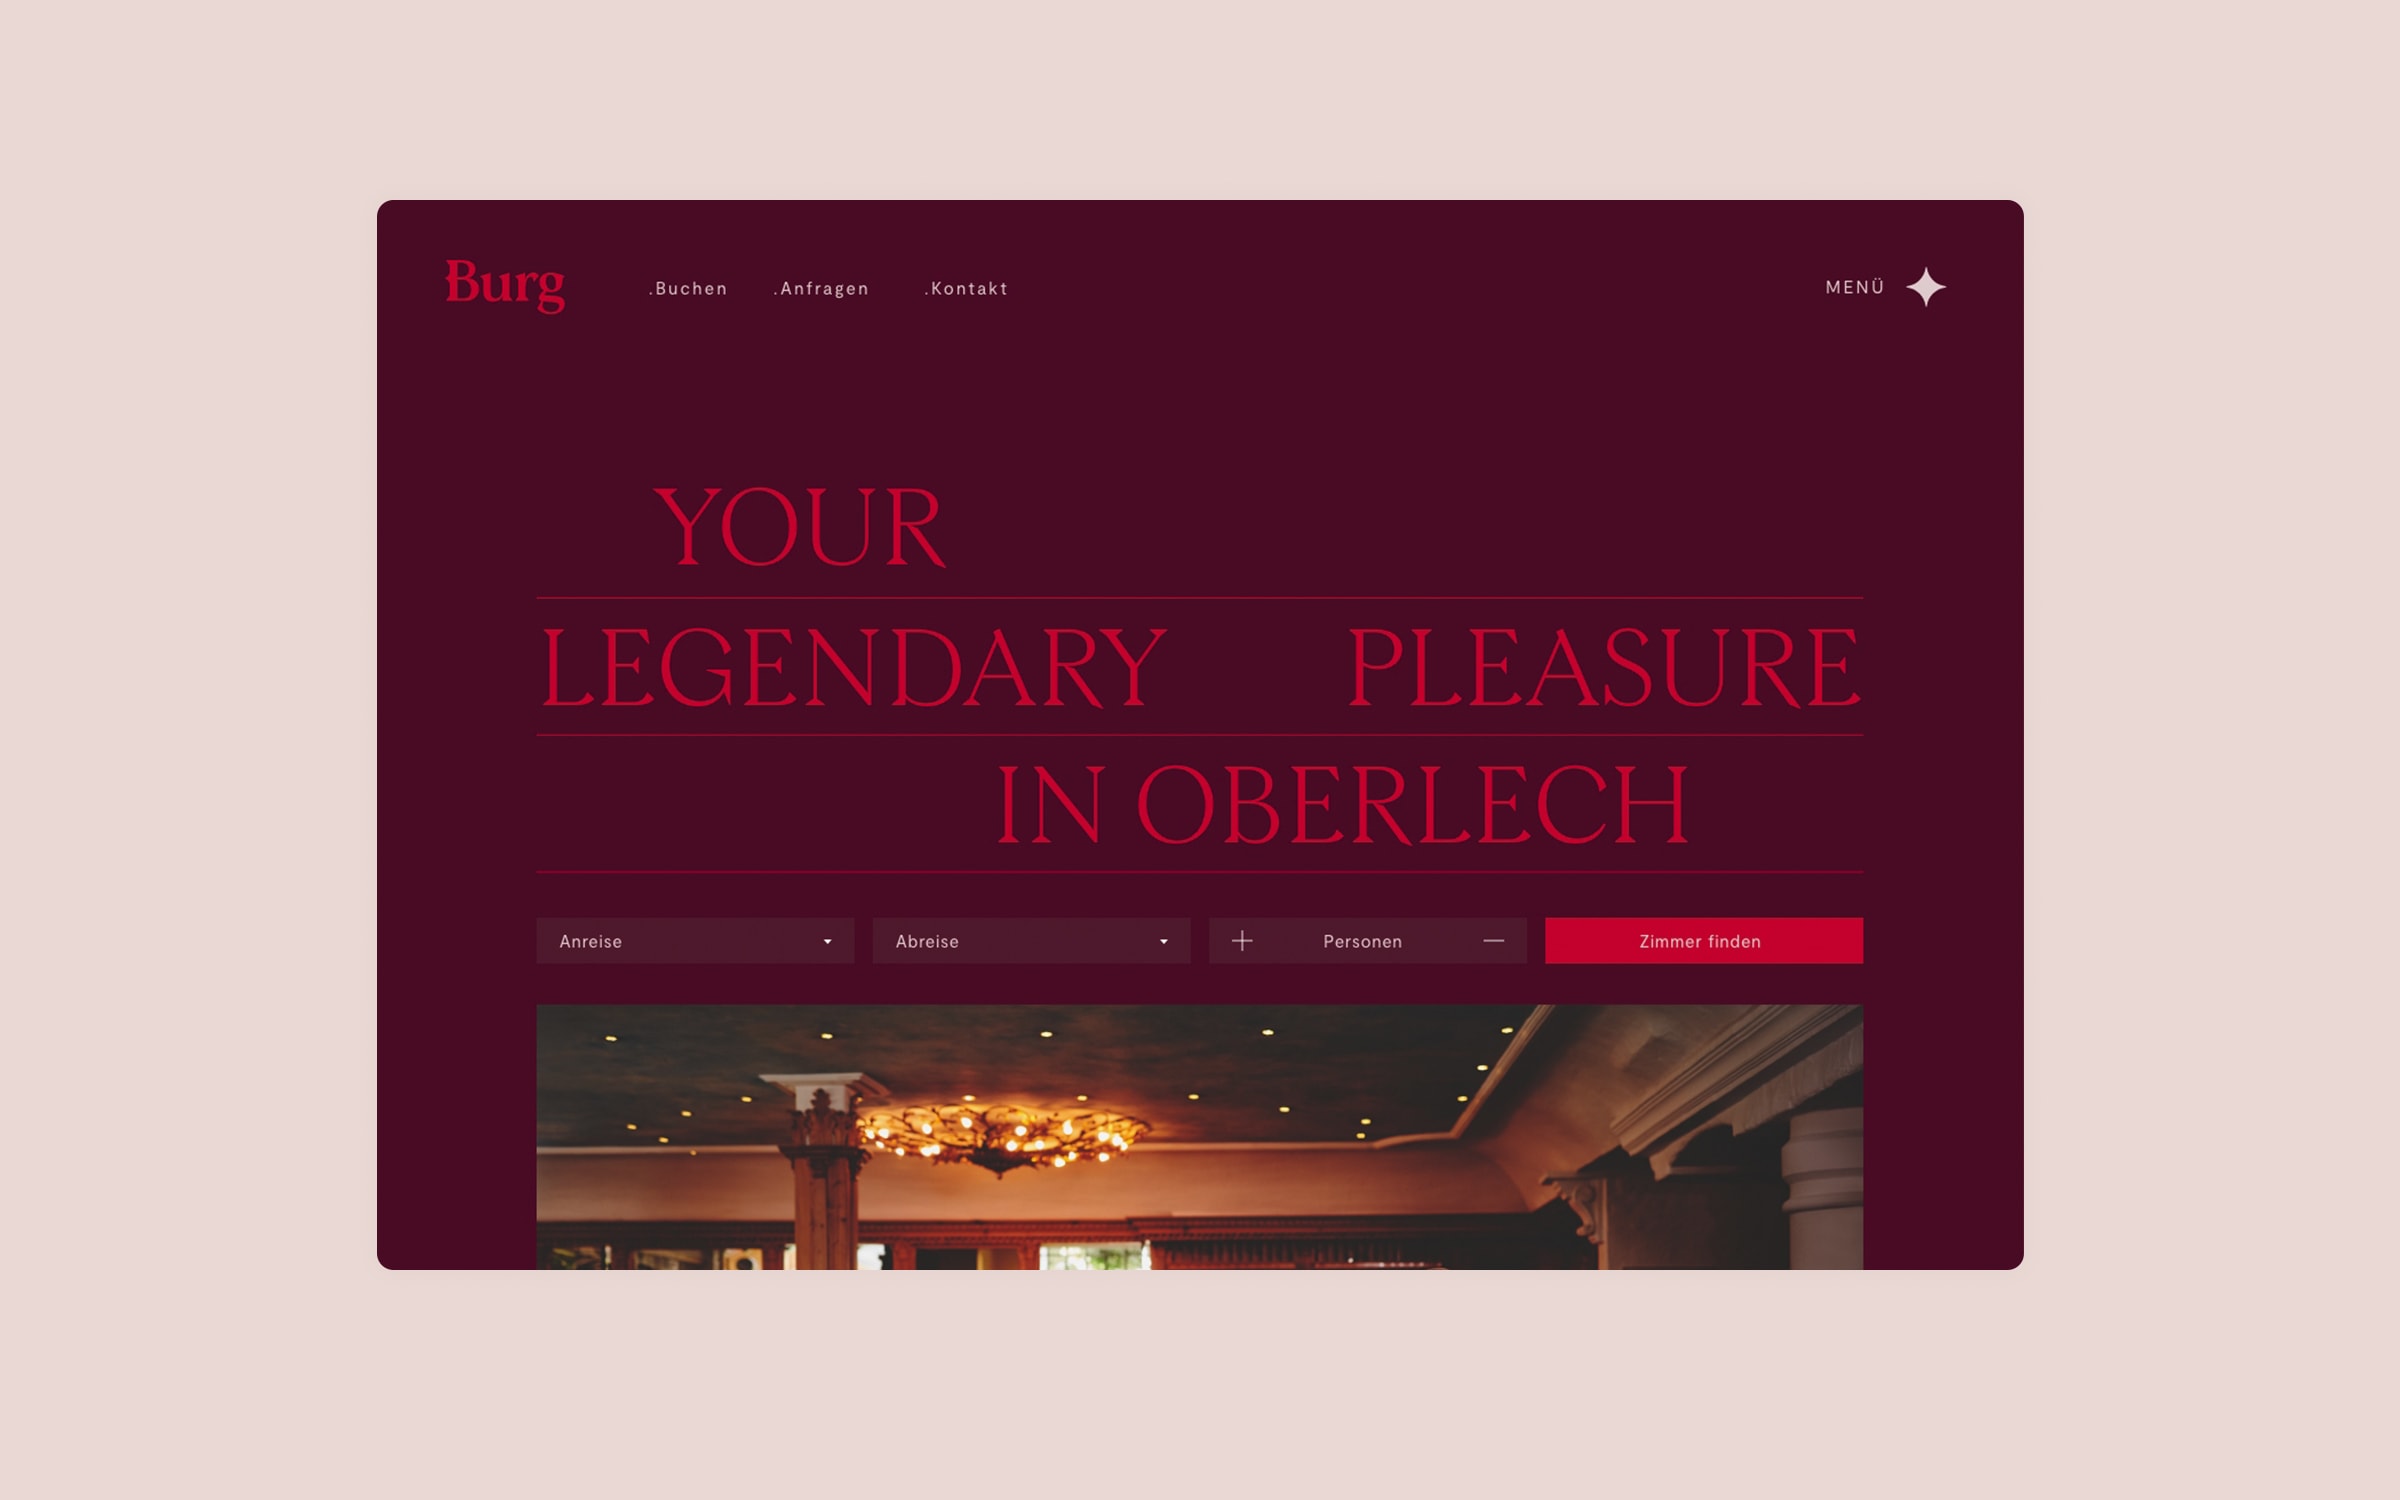 Burg
.Buchen .Anfragen .Kontakt
MENÜ
YOUR
LEGENDARY PLEASURE
IN OBERLECH
Anreise
Abreise
Personen
Zimmer finden